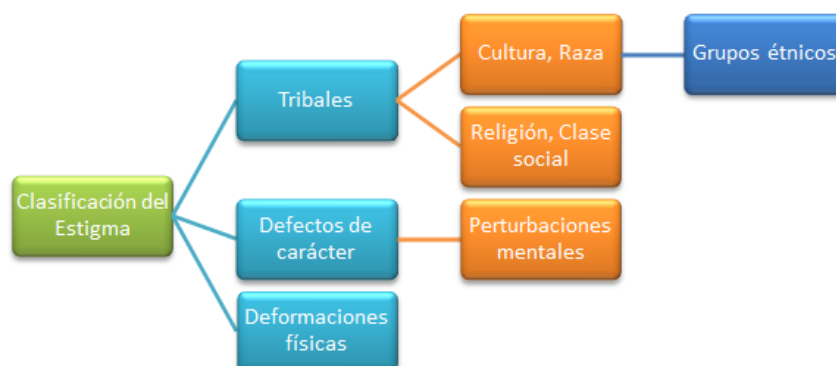 Clasificación del
Estigma
Tribales
Cultura, Raza
Grupos étnicos
Religión, Clase
social
Defectos de
carácter
Perturbaciones
mentales
Deformaciones
físicas